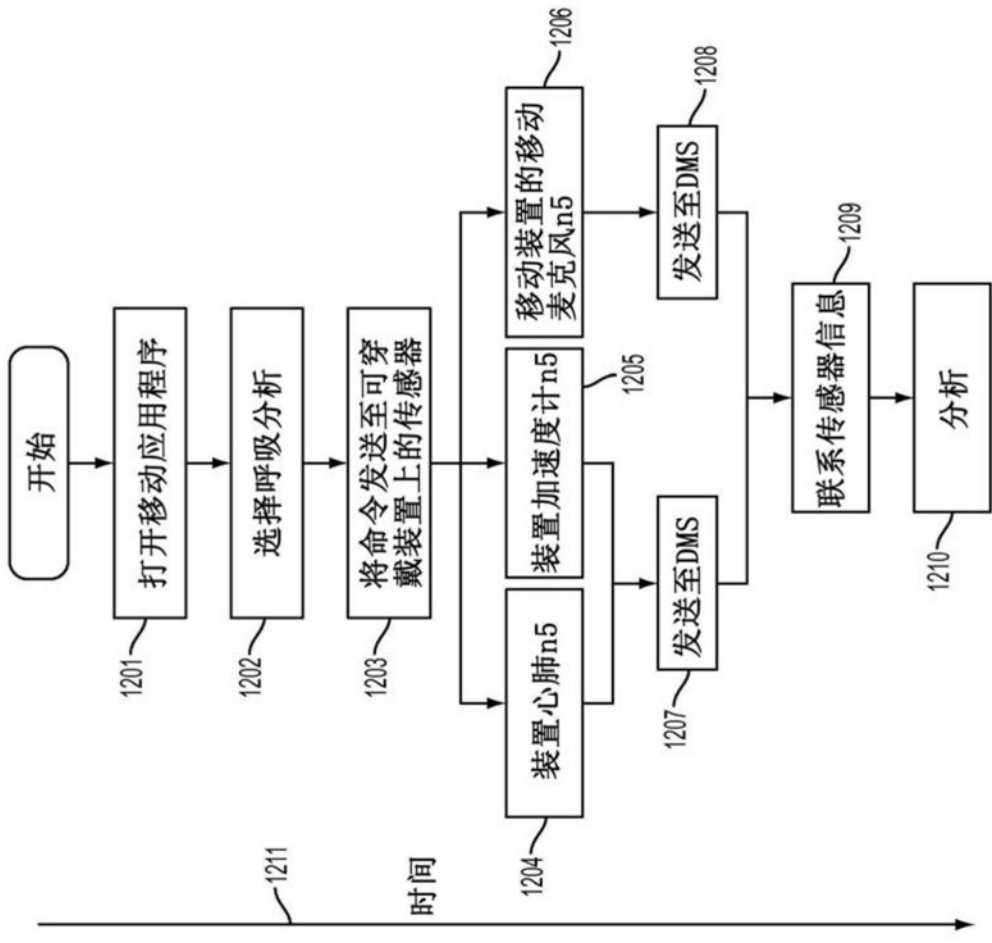 开始
打开移动应用程序
1201
选择呼吸分析
1202
将命令发送至可穿
戴装置上的传感器
1203
装置心肺n5
1204
装置加速度计n5
1205
移动装置的移动
麦克风n5
1206
发送至DMS
1207
发送至DMS
1208
联系传感器信息
1209
分析
1210
时间
1211